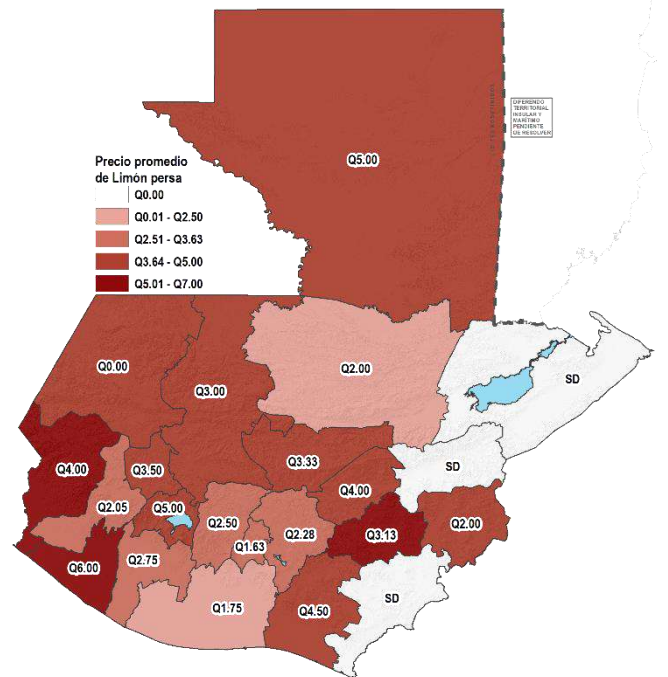 DIFERENDO
TERRITORIAL
INSULAR Y
MARÍTIMO
PENDIENTE
DE RESOLVER
Q5.00
Precio promedio
de Limón persa
Q0.00
Q0.01 - Q2.50
Q2.51 - Q3.63
Q3.64 - Q5.00
Q5.01 - Q7.00
Q0.00
Q3.00
Q2.00
SD
Q3.33
SD
Q4.00
Q3.50
Q4.00
Q2.05
Q5.00
Q2.50
Q1.63
Q2.28
Q3.13
Q2.00
Q6.00
Q2.75
Q1.75
Q4.50
SD